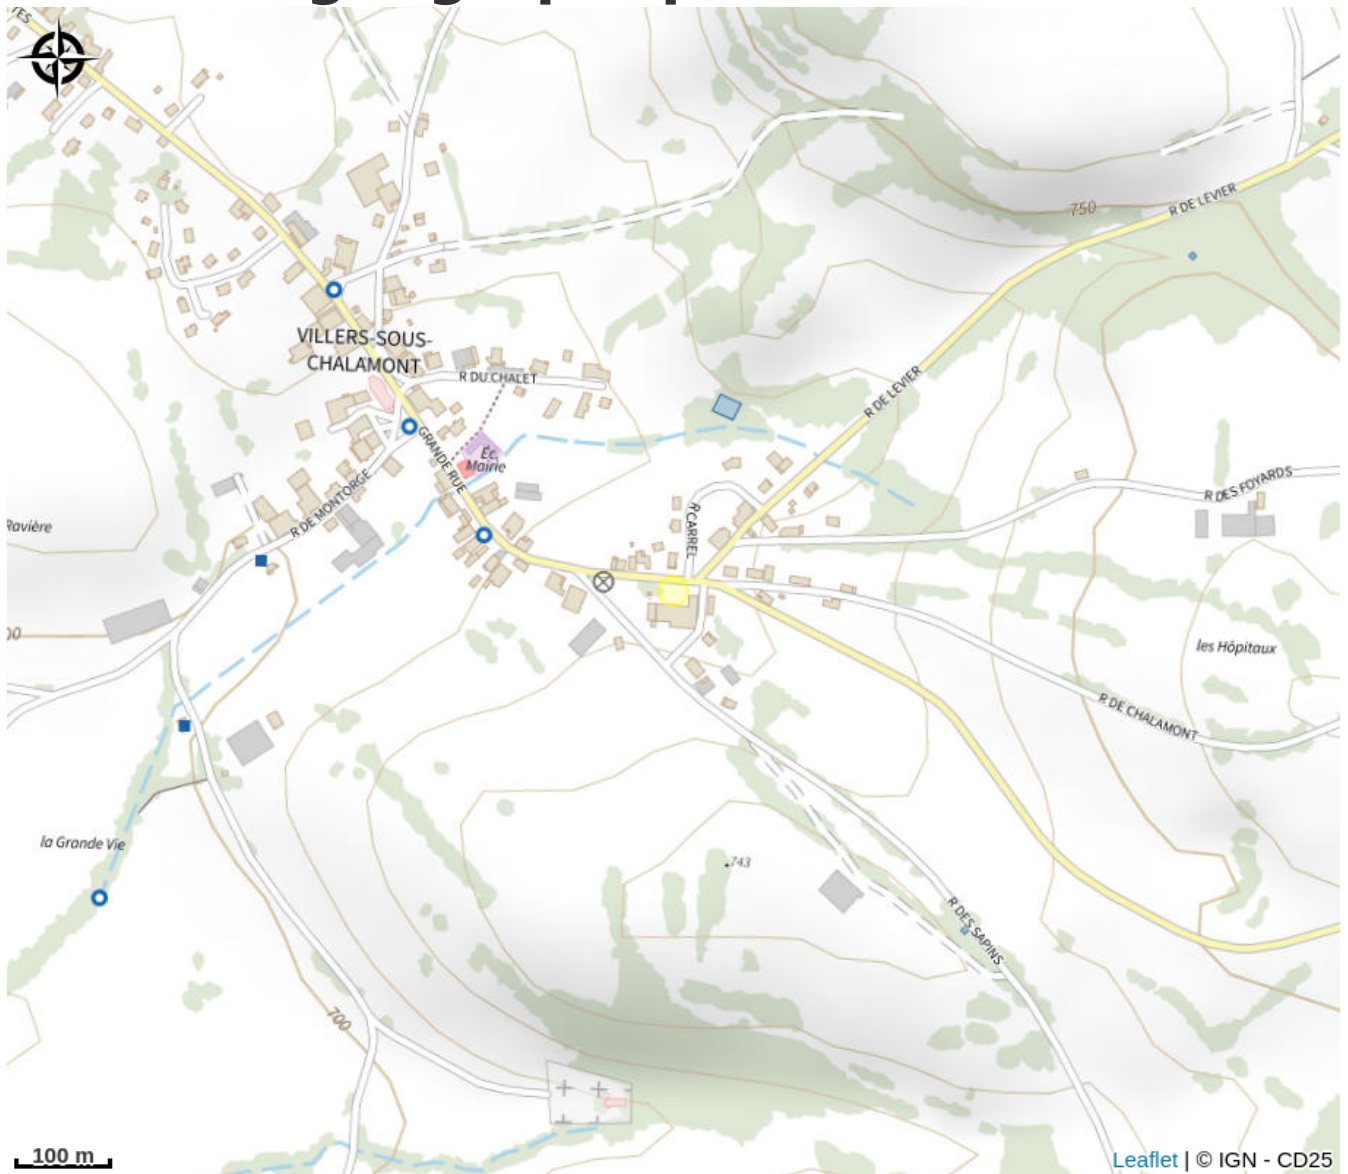 750
R DE LEVIER
VILLERS-SOUS-
CHALAMONT
R DU CHALET
R DE LEVIER
GRANDE RUE
Éc.
Mairie
R DE MONTORGE
R CARREL
R DES FOYARDS
Ravière
les Hôpitaux
R DE CHALAMONT
la Grande Vie
743
R DES SAPINS
700
100 m
Leaflet | © IGN - CD25